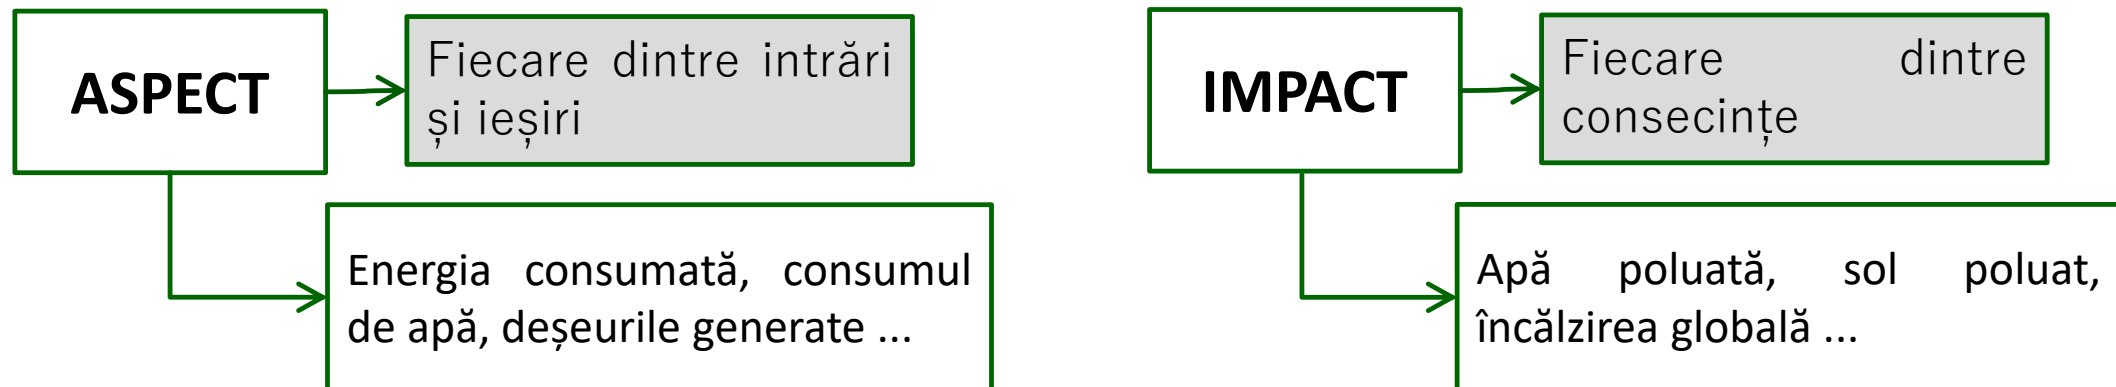 ASPECT
Fiecare dintre intrări
și ieșiri
Energia consumată, consumul
de apă, deșeurile generate ...
IMPACT
Fiecare dintre
consecințe
Apă poluată, sol poluat,
încălzirea globală ...